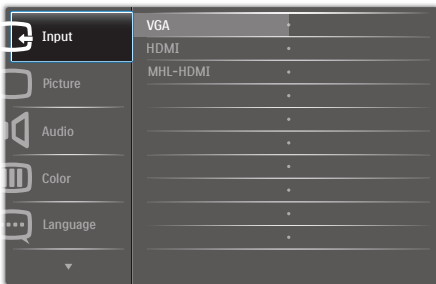 Input
Picture
Audio
Color
Language
VGA
HDMI
MHL-HDMI